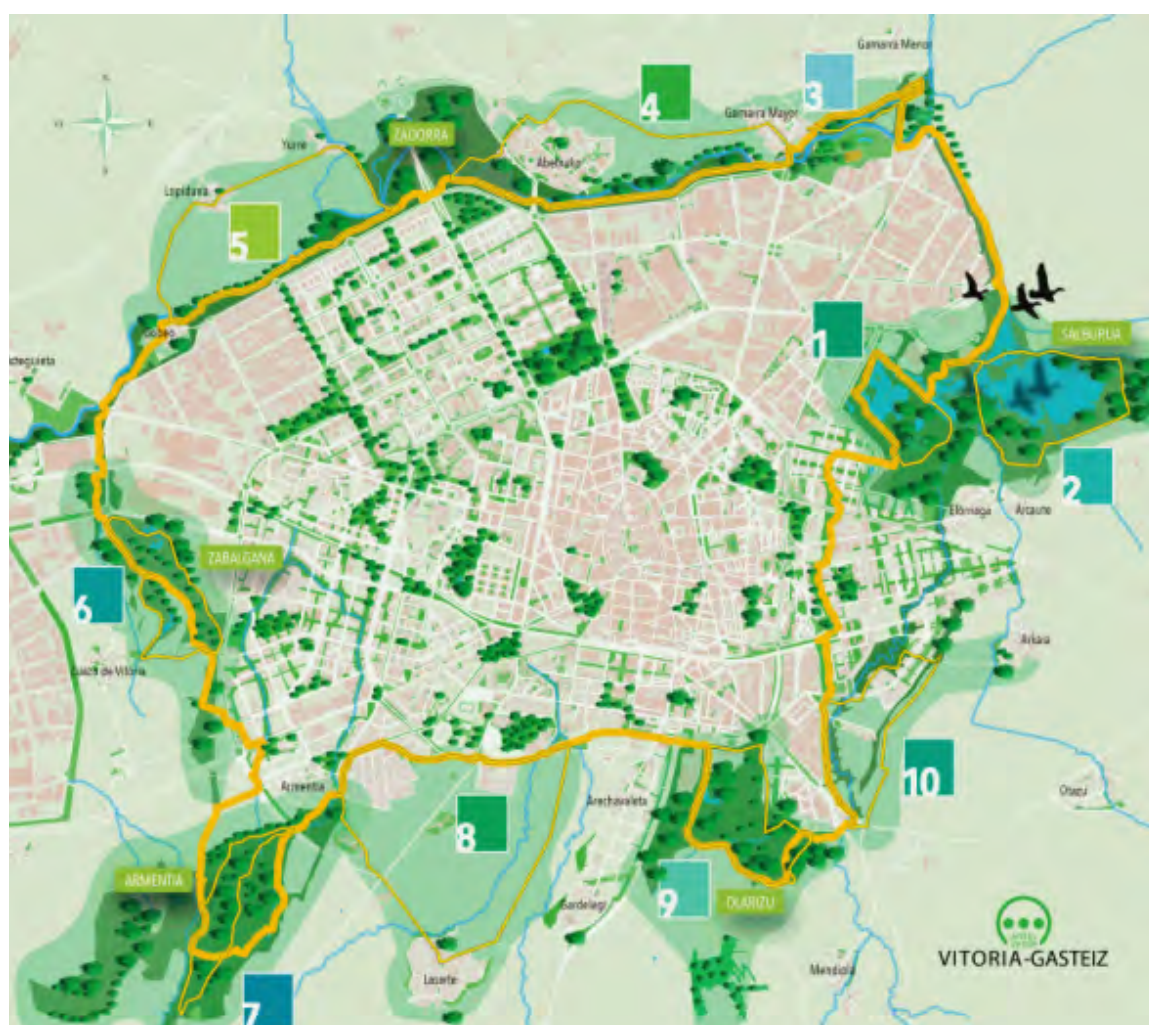 Gamarra Menor
3
4
Gamarra Mayor
N
O
E
S
ZADORRA
Yurre
Abetxuko
Lopidana
5
Gobeo
1
SALBURUA
2
Elorriaga
Arcaute
ZABALGANA
6
Arkaia
Armentia
10
Otazu
Arechavaleta
8
ARMENTIA
9
OLARIZU
Gardelegi
VITORIA-GASTEIZ
Mendiola
Lasarte
7